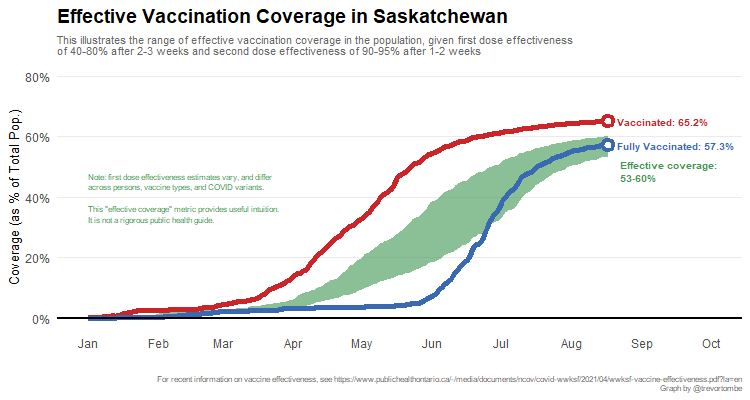 Effective Vaccination Coverage in Saskatchewan
This illustrates the range of effective vaccination coverage in the population, given first dose effectiveness
of 40-80% after 2-3 weeks and second dose effectiveness of 90-95% after 1-2 weeks
Coverage (as % of Total Pop.)
80%
60%
40%
20%
0%
Vaccinated: 65.2%
Fully Vaccinated: 57.3%
Effective coverage:
53-60%
Note: first dose effectiveness estimates vary, and differ
across persons, vaccine types, and COVID variants.
This "effective coverage" metric provides useful intuition.
It is not a rigorous public health guide.
Jan Feb Mar Apr May Jun Jul Aug Sep Oct
For recent information on vaccine effectiveness, see https://www.publichealthontario.ca/-/media/documents/ncov/covid-wwksf/2021/04/wwksf-vaccine-effectiveness.pdf?la=en
Graph by @trevortombe